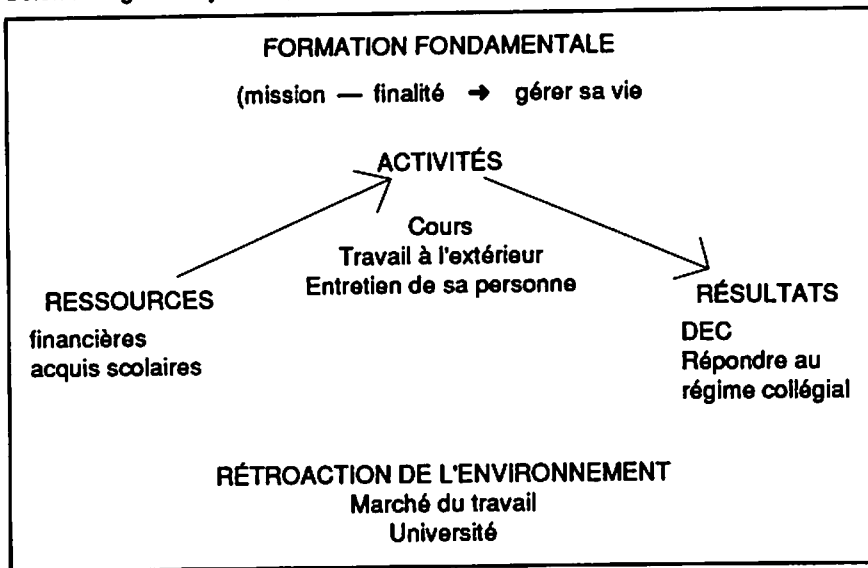 FORMATION FONDAMENTALE
(mission — finalité → gérer sa vie
ACTIVITÉS
Cours
Travail à l'extérieur
Entretien de sa personne
RESSOURCES
financières
acquis scolaires
RÉSULTATS
DEC
Répondre au
régime collégial
RÉTROACTION DE L'ENVIRONNEMENT
Marché du travail
Université